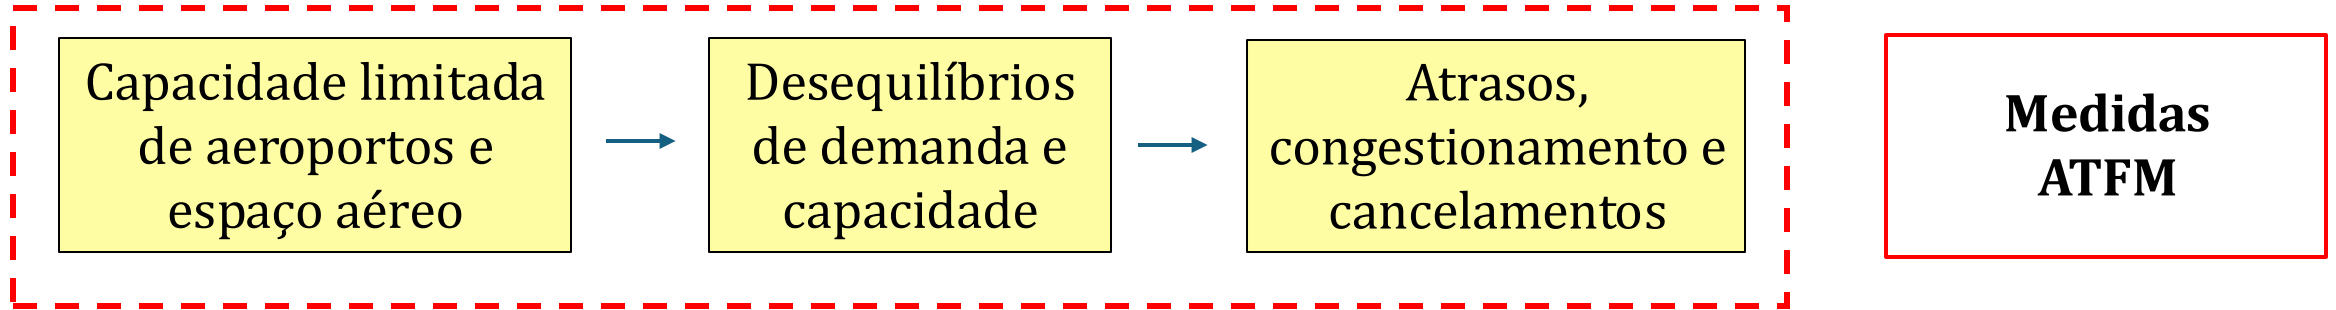 Capacidade limitada
de aeroportos e
espaço aéreo
Desequilíbrios
de demanda e
capacidade
Atrasos,
congestionamento e
cancelamentos
Medidas
ATFM